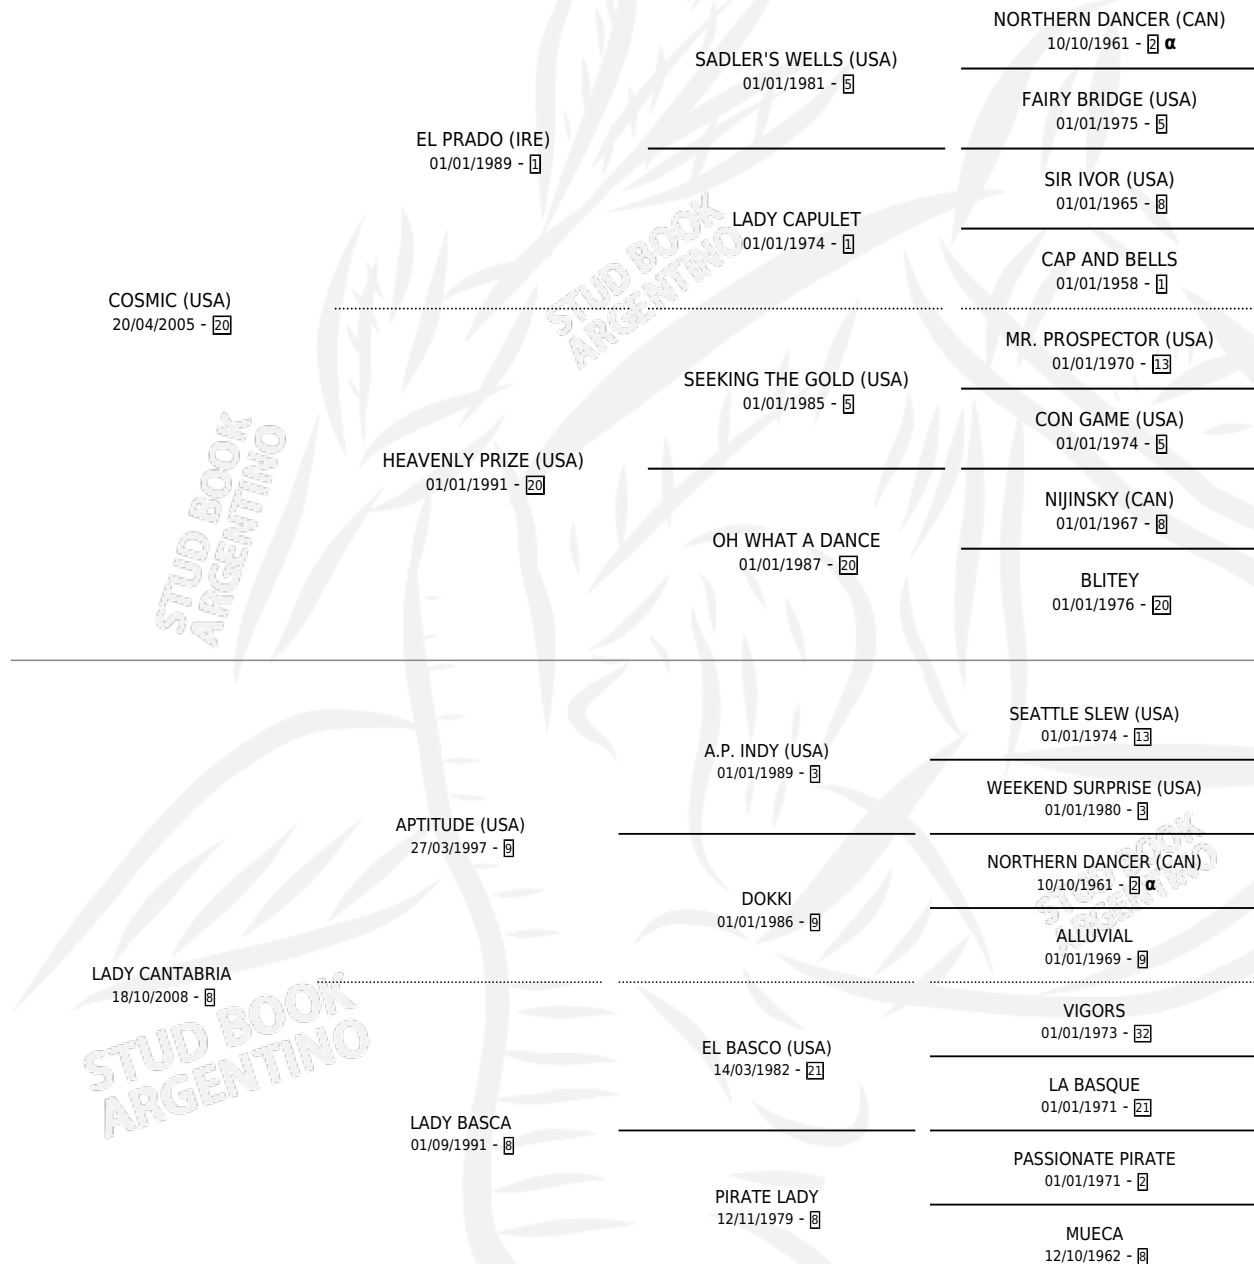 NORTHERN DANCER (CAN)
10/10/1961 - 2 α
SADLER'S WELLS (USA)
01/01/1981 - 5
FAIRY BRIDGE (USA)
01/01/1975 - 5
EL PRADO (IRE)
01/01/1989 - 1
SIR IVOR (USA)
01/01/1965 - 8
LADY CAPULET
01/01/1974 - 1
CAP AND BELLS
01/01/1958 - 1
COSMIC (USA)
20/04/2005 - 20
MR. PROSPECTOR (USA)
01/01/1970 - 13
SEEKING THE GOLD (USA)
01/01/1985 - 5
CON GAME (USA)
01/01/1974 - 5
HEAVENLY PRIZE (USA)
01/01/1991 - 20
NIJINSKY (CAN)
01/01/1967 - 8
OH WHAT A DANCE
01/01/1987 - 20
BLITEY
01/01/1976 - 20
SEATTLE SLEW (USA)
01/01/1974 - 13
A.P. INDY (USA)
01/01/1989 - 3
WEEKEND SURPRISE (USA)
01/01/1980 - 3
APTITUDE (USA)
27/03/1997 - 9
NORTHERN DANCER (CAN)
10/10/1961 - 2 α
DOKKI
01/01/1986 - 9
ALLUVIAL
01/01/1969 - 9
LADY CANTABRIA
18/10/2008 - 8
VIGORS
01/01/1973 - 32
EL BASCO (USA)
14/03/1982 - 21
LA BASQUE
01/01/1971 - 21
LADY BASCA
01/09/1991 - 8
PASSIONATE PIRATE
01/01/1971 - 2
PIRATE LADY
12/11/1979 - 8
MUECA
12/10/1962 - 8
STUD BOOK
ARGENTINO
STUD BOOK
ARGENTINO
STUD BOOK
ARGENTINO
STUD BOOK
ARGENTINO